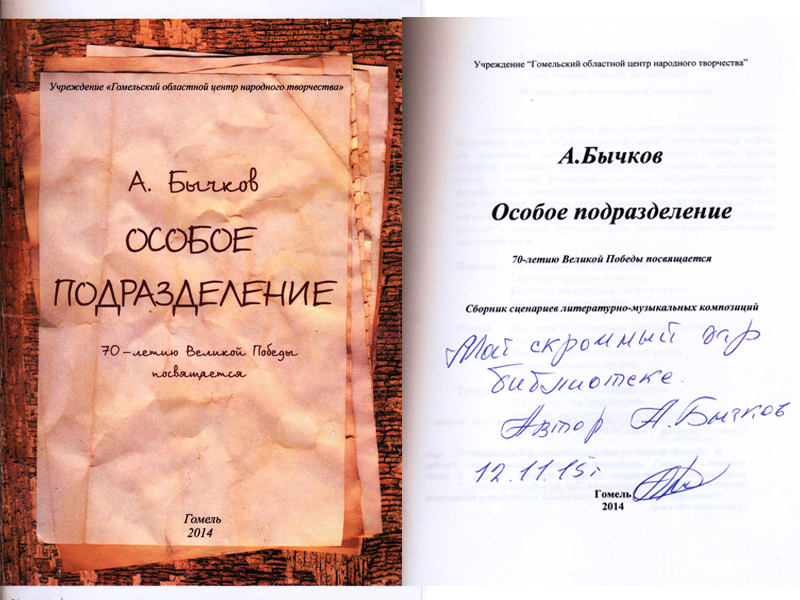 Учреждение «Гомельский областной центр народного творчества»
А. Бычков
ОСОБОЕ
ПОДРАЗДЕЛЕНИЕ
70-летию Великой Победы
посвящается
Гомель
2014
Учреждение "Гомельский областной центр народного творчества"
А.Бычков
Особое подразделение
70-летию Великой Победы посвящается
Сборник сценариев литературно-музыкальных композиций
Мой скромный дар
библиотеке.
Автор А.Бычков
12.11.15г
Гомель
2014